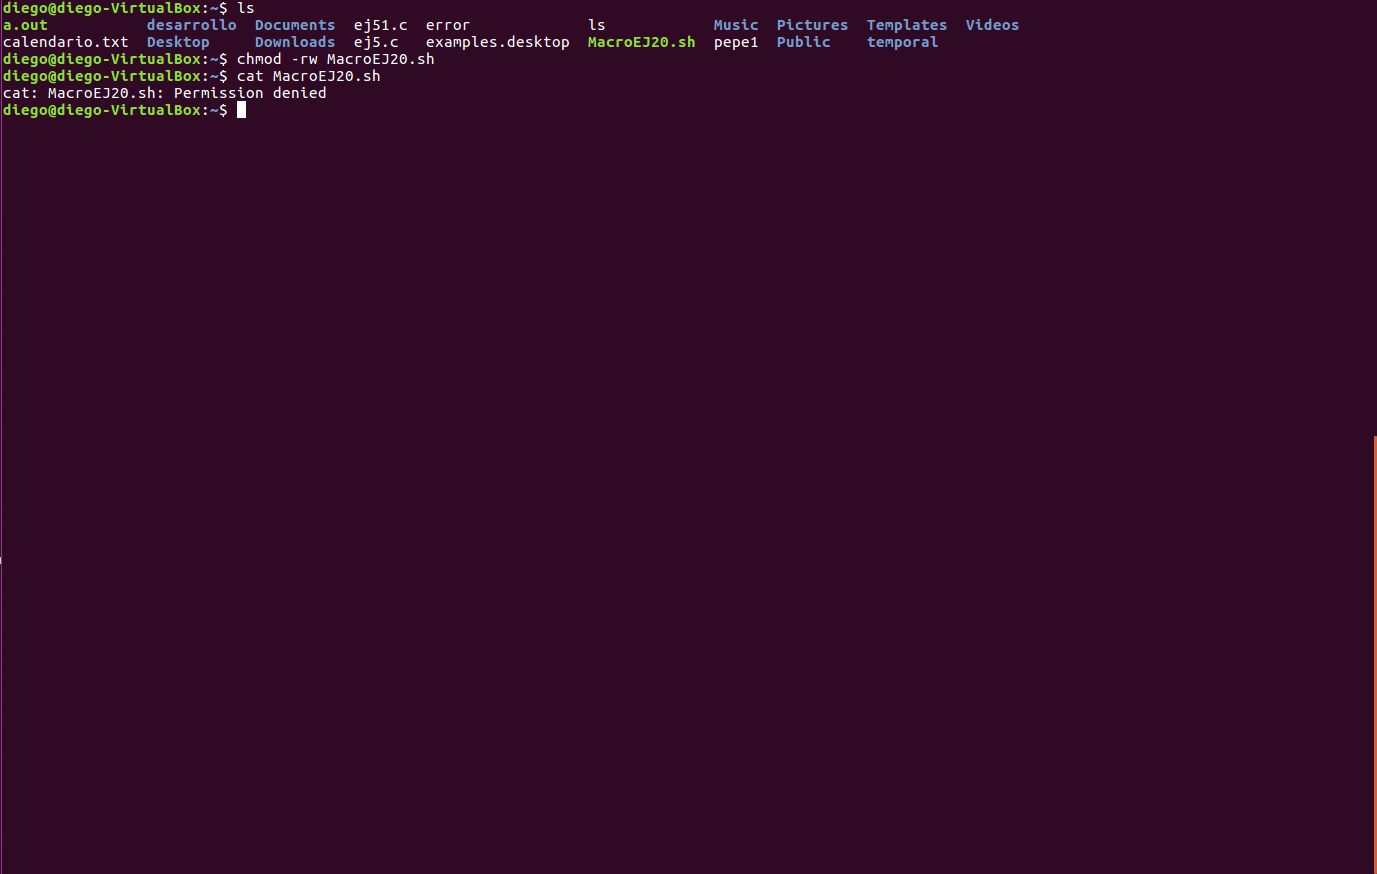 diego@diego-VirtualBox:~$ ls
a.out           desarrollo  Documents  ej51.c  error             ls            Music  Pictures  Templates  Videos
calendario.txt  Desktop     Downloads  ej5.c   examples.desktop  MacroEJ20.sh  pepe1  Public    temporal
diego@diego-VirtualBox:~$ chmod -rw MacroEJ20.sh
diego@diego-VirtualBox:~$ cat MacroEJ20.sh
cat: MacroEJ20.sh: Permission denied
diego@diego-VirtualBox:~$